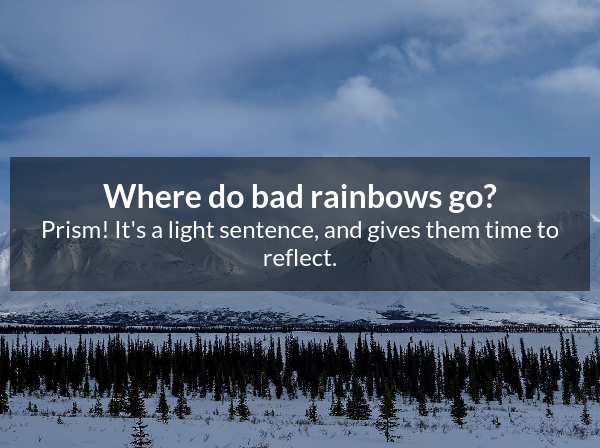 Where do bad rainbows go?
Prism! It's a light sentence, and gives them time to
reflect.